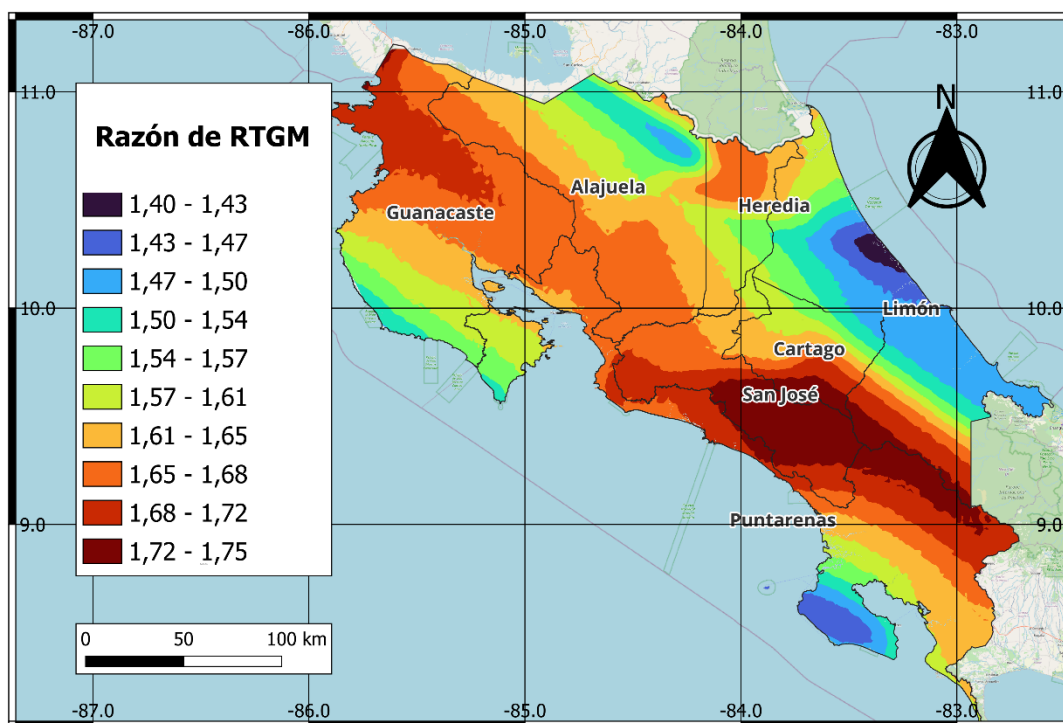 -87.0 -86.0 -85.0 -84.0 -83.0
11.0 11.0
N
Razón de RTGM
1,40 - 1,43
1,43 - 1,47
1,47 - 1,50
1,50 - 1,54
1,54 - 1,57
1,57 - 1,61
1,61 - 1,65
1,65 - 1,68
1,68 - 1,72
1,72 - 1,75
Alajuela
Heredia
Guanacaste
10.0 10.0
Limón
Cartago
San José
Puntarenas
9.0 9.0
0 50 100 km
-87.0 -86.0 -85.0 -84.0 -83.0